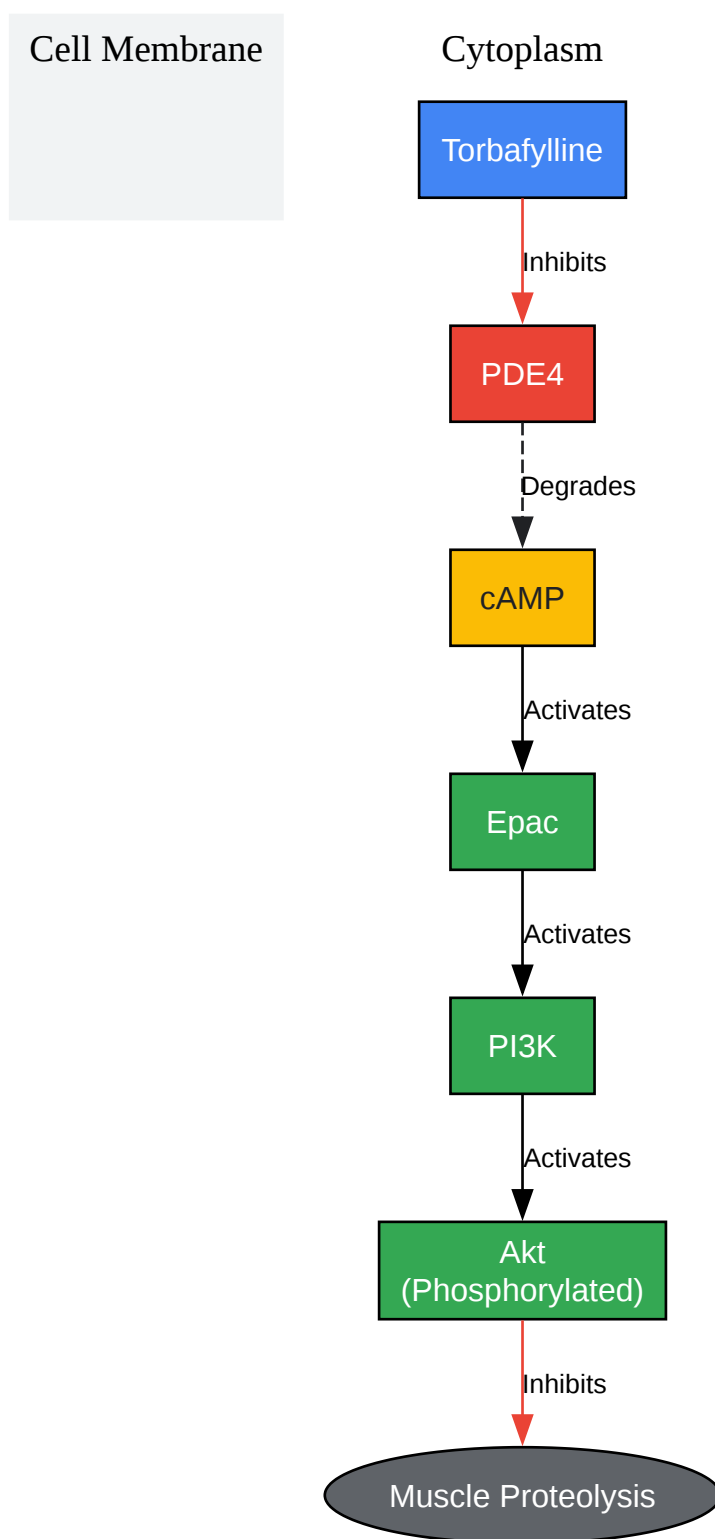 Cell Membrane
Cytoplasm
Torbafylline
Inhibits
PDE4
Degrades
cAMP
Activates
Epac
Activates
PI3K
Activates
Akt
(Phosphorylated)
Inhibits
Muscle Proteolysis